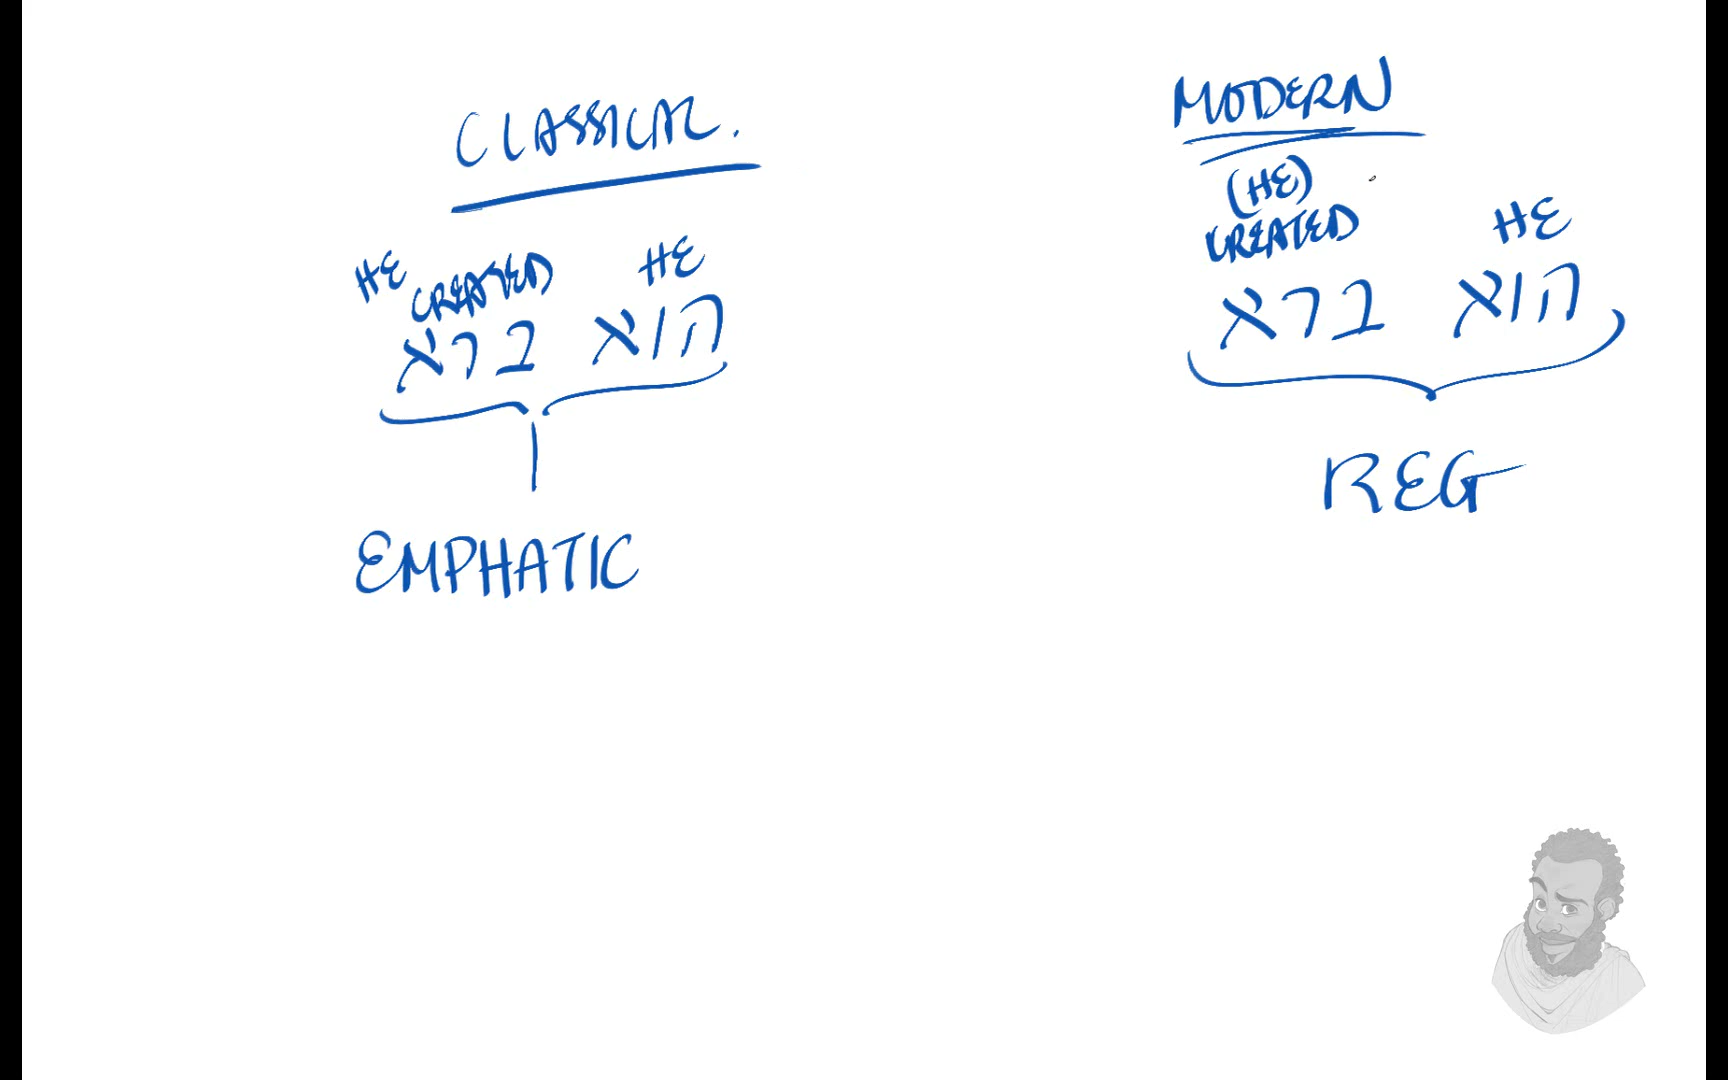 CLASSICAL.
HE CREATED HE
הוא ברא
EMPHATIC
MODERN
(HE)
CREATED HE
הוא ברא
REG